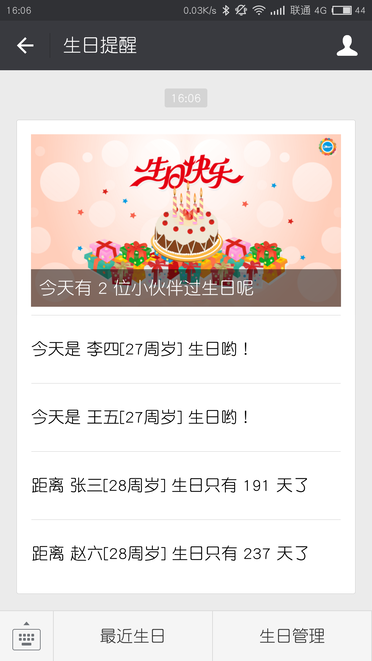 16:06
0.03K/s
联通 4G
44
生日提醒
16:06
生日快乐
今天有 2 位小伙伴过生日呢
今天是 李四[27周岁] 生日哟！
今天是 王五[27周岁] 生日哟！
距离 张三[28周岁] 生日只有 191 天了
距离 赵六[28周岁] 生日只有 237 天了
最近生日
生日管理